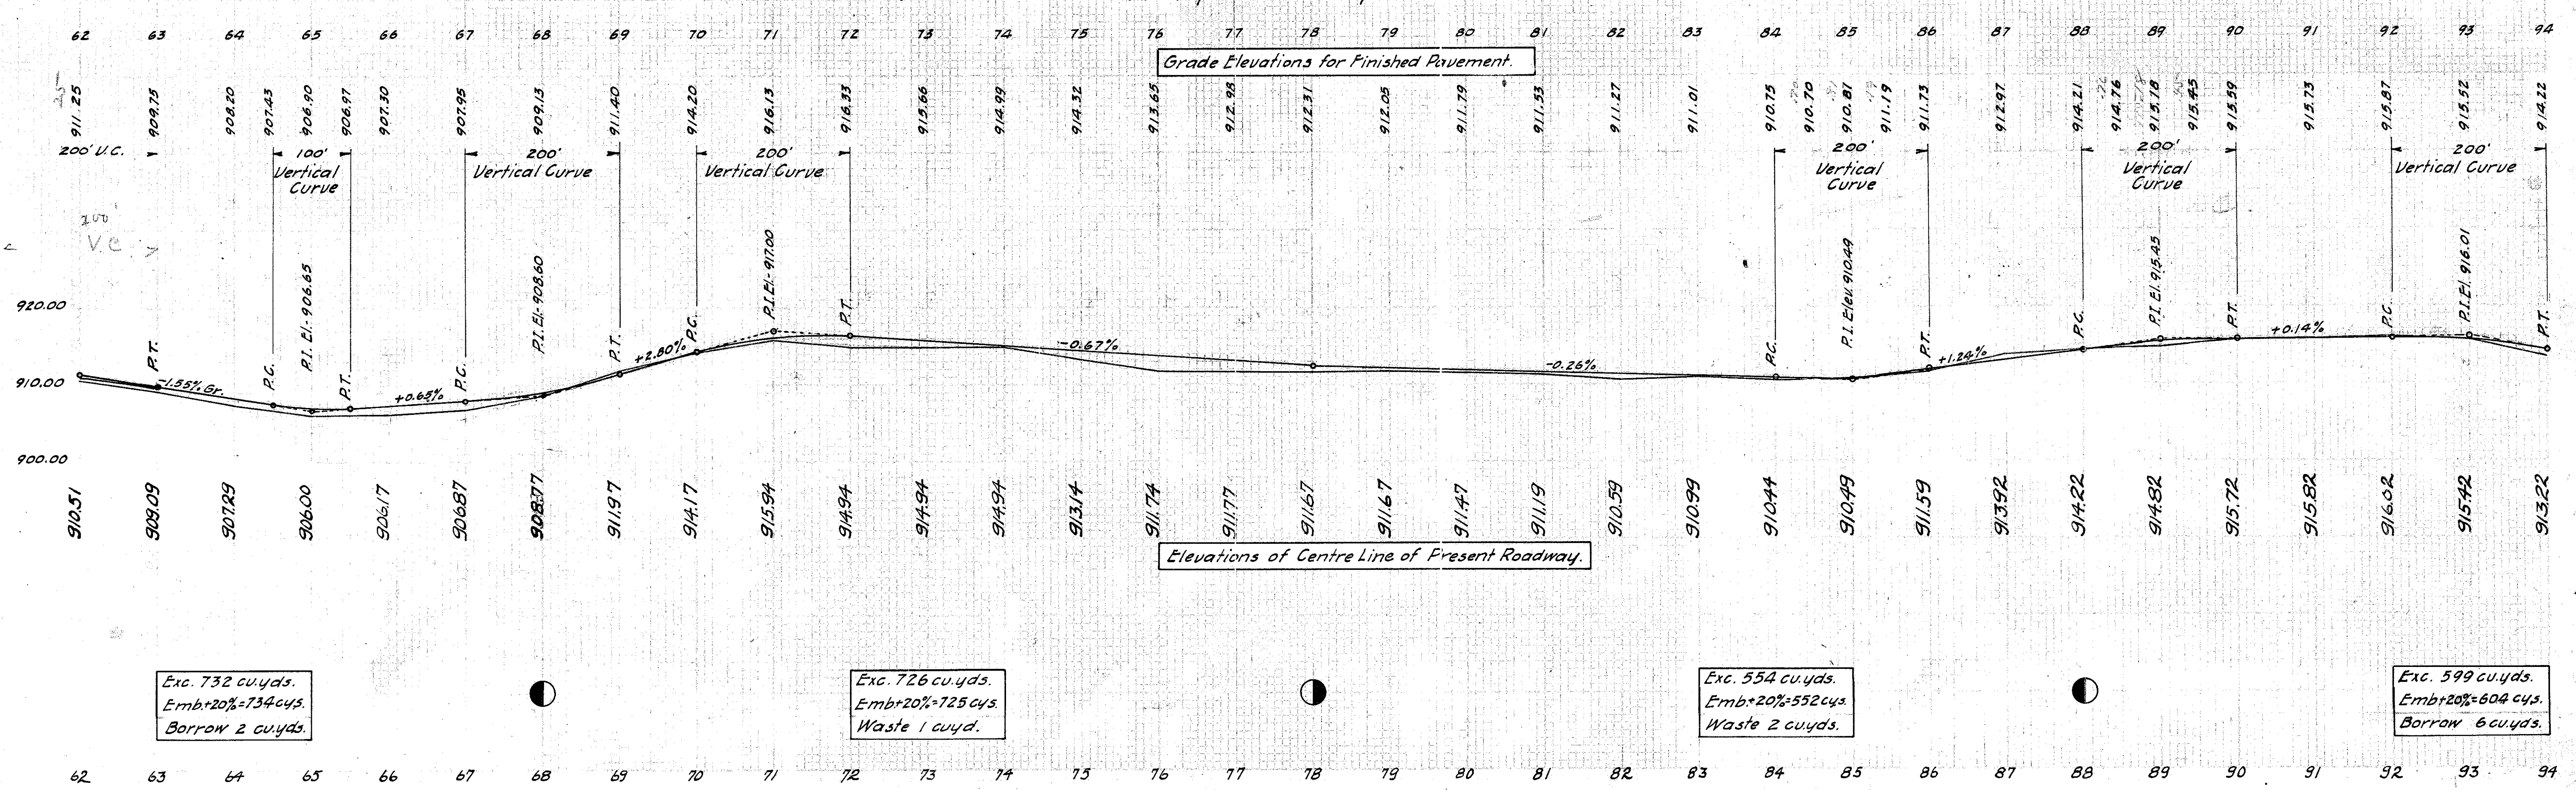 62 63 64 65 66 67 68 69 70 71 72 73 74 75 76 77 78 79 80 81 82 83 84 85 86 87 88 89 90 91 92 93 94
Grade Elevations for Finished Pavement.
911.25 909.75 908.20 907.43 906.90 906.97 907.30 907.95 909.13 911.40 914.20 916.13 916.33 915.66 914.99 914.32 913.65 912.98 912.31 912.05 911.79 911.53 911.27 911.01 910.75 910.70 910.81 911.19 911.73 912.97 914.21 914.76 915.18 915.45 915.59 915.73 915.87 915.52 914.22
200' V.C.
100'
Vertical
Curve
200'
Vertical Curve
200'
Vertical Curve
200'
Vertical
Curve
200'
Vertical
Curve
200'
Vertical Curve
200'
V.C.
P.T.
P.C.
P.I. El.-906.65
P.T.
P.C.
P.I. El.-908.60
P.T.
P.C.
P.I. El.-917.00
P.T.
P.C.
P.I. Elev. 910.49
P.T.
P.C.
P.I. El. 915.45
P.T.
P.C.
P.I. El. 916.01
P.T.
920.00
910.00
900.00
-1.55% Gr.
+0.65%
+2.80%
-0.67%
-0.26%
+1.24%
+0.14%
910.51 909.09 907.29 906.00 906.17 906.87 908.77 911.97 914.17 915.94 914.94 914.94 914.94 913.14 911.74 911.77 911.67 911.67 911.47 911.19 910.59 910.99 910.44 910.49 911.59 913.92 914.22 914.82 915.72 915.82 916.02 915.42 913.22
Elevations of Centre Line of Present Roadway.
Exc. 732 cu.yds.
Emb+20%=734 cys.
Borrow 2 cu.yds.
Exc. 726 cu.yds.
Emb+20%=725 cys.
Waste 1 cu.yd.
Exc. 554 cu.yds.
Emb+20%=552 cys.
Waste 2 cu.yds.
Exc. 599 cu.yds.
Emb+20%=604 cys.
Borrow 6 cu.yds.
62 63 64 65 66 67 68 69 70 71 72 73 74 75 76 77 78 79 80 81 82 83 84 85 86 87 88 89 90 91 92 93 94